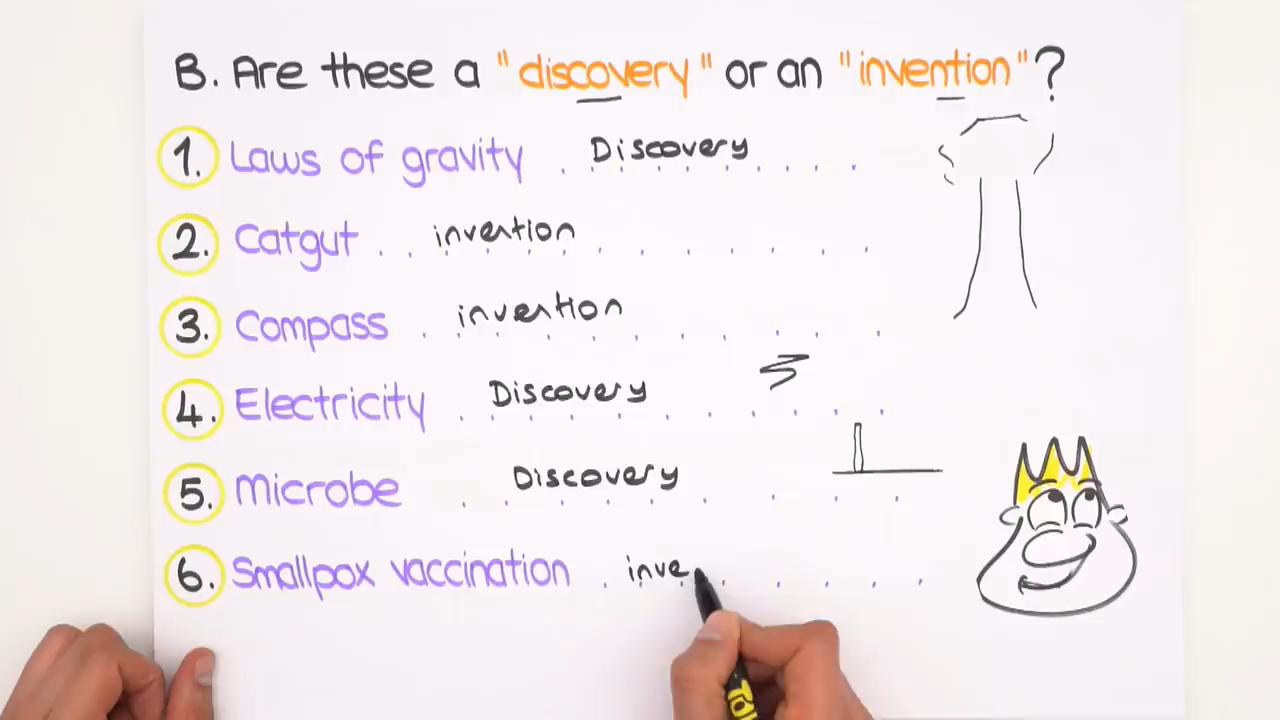 B. Are these a "discovery" or an "invention"?
1. Laws of gravity . Discovery . . . .
2. Catgut . . invention . . . . . . .
3. Compass . invention . . . . . .
4. Electricity . Discovery . . . . .
5. Microbe . Discovery . . . .
6. Smallpox vaccination . inve . . . . .